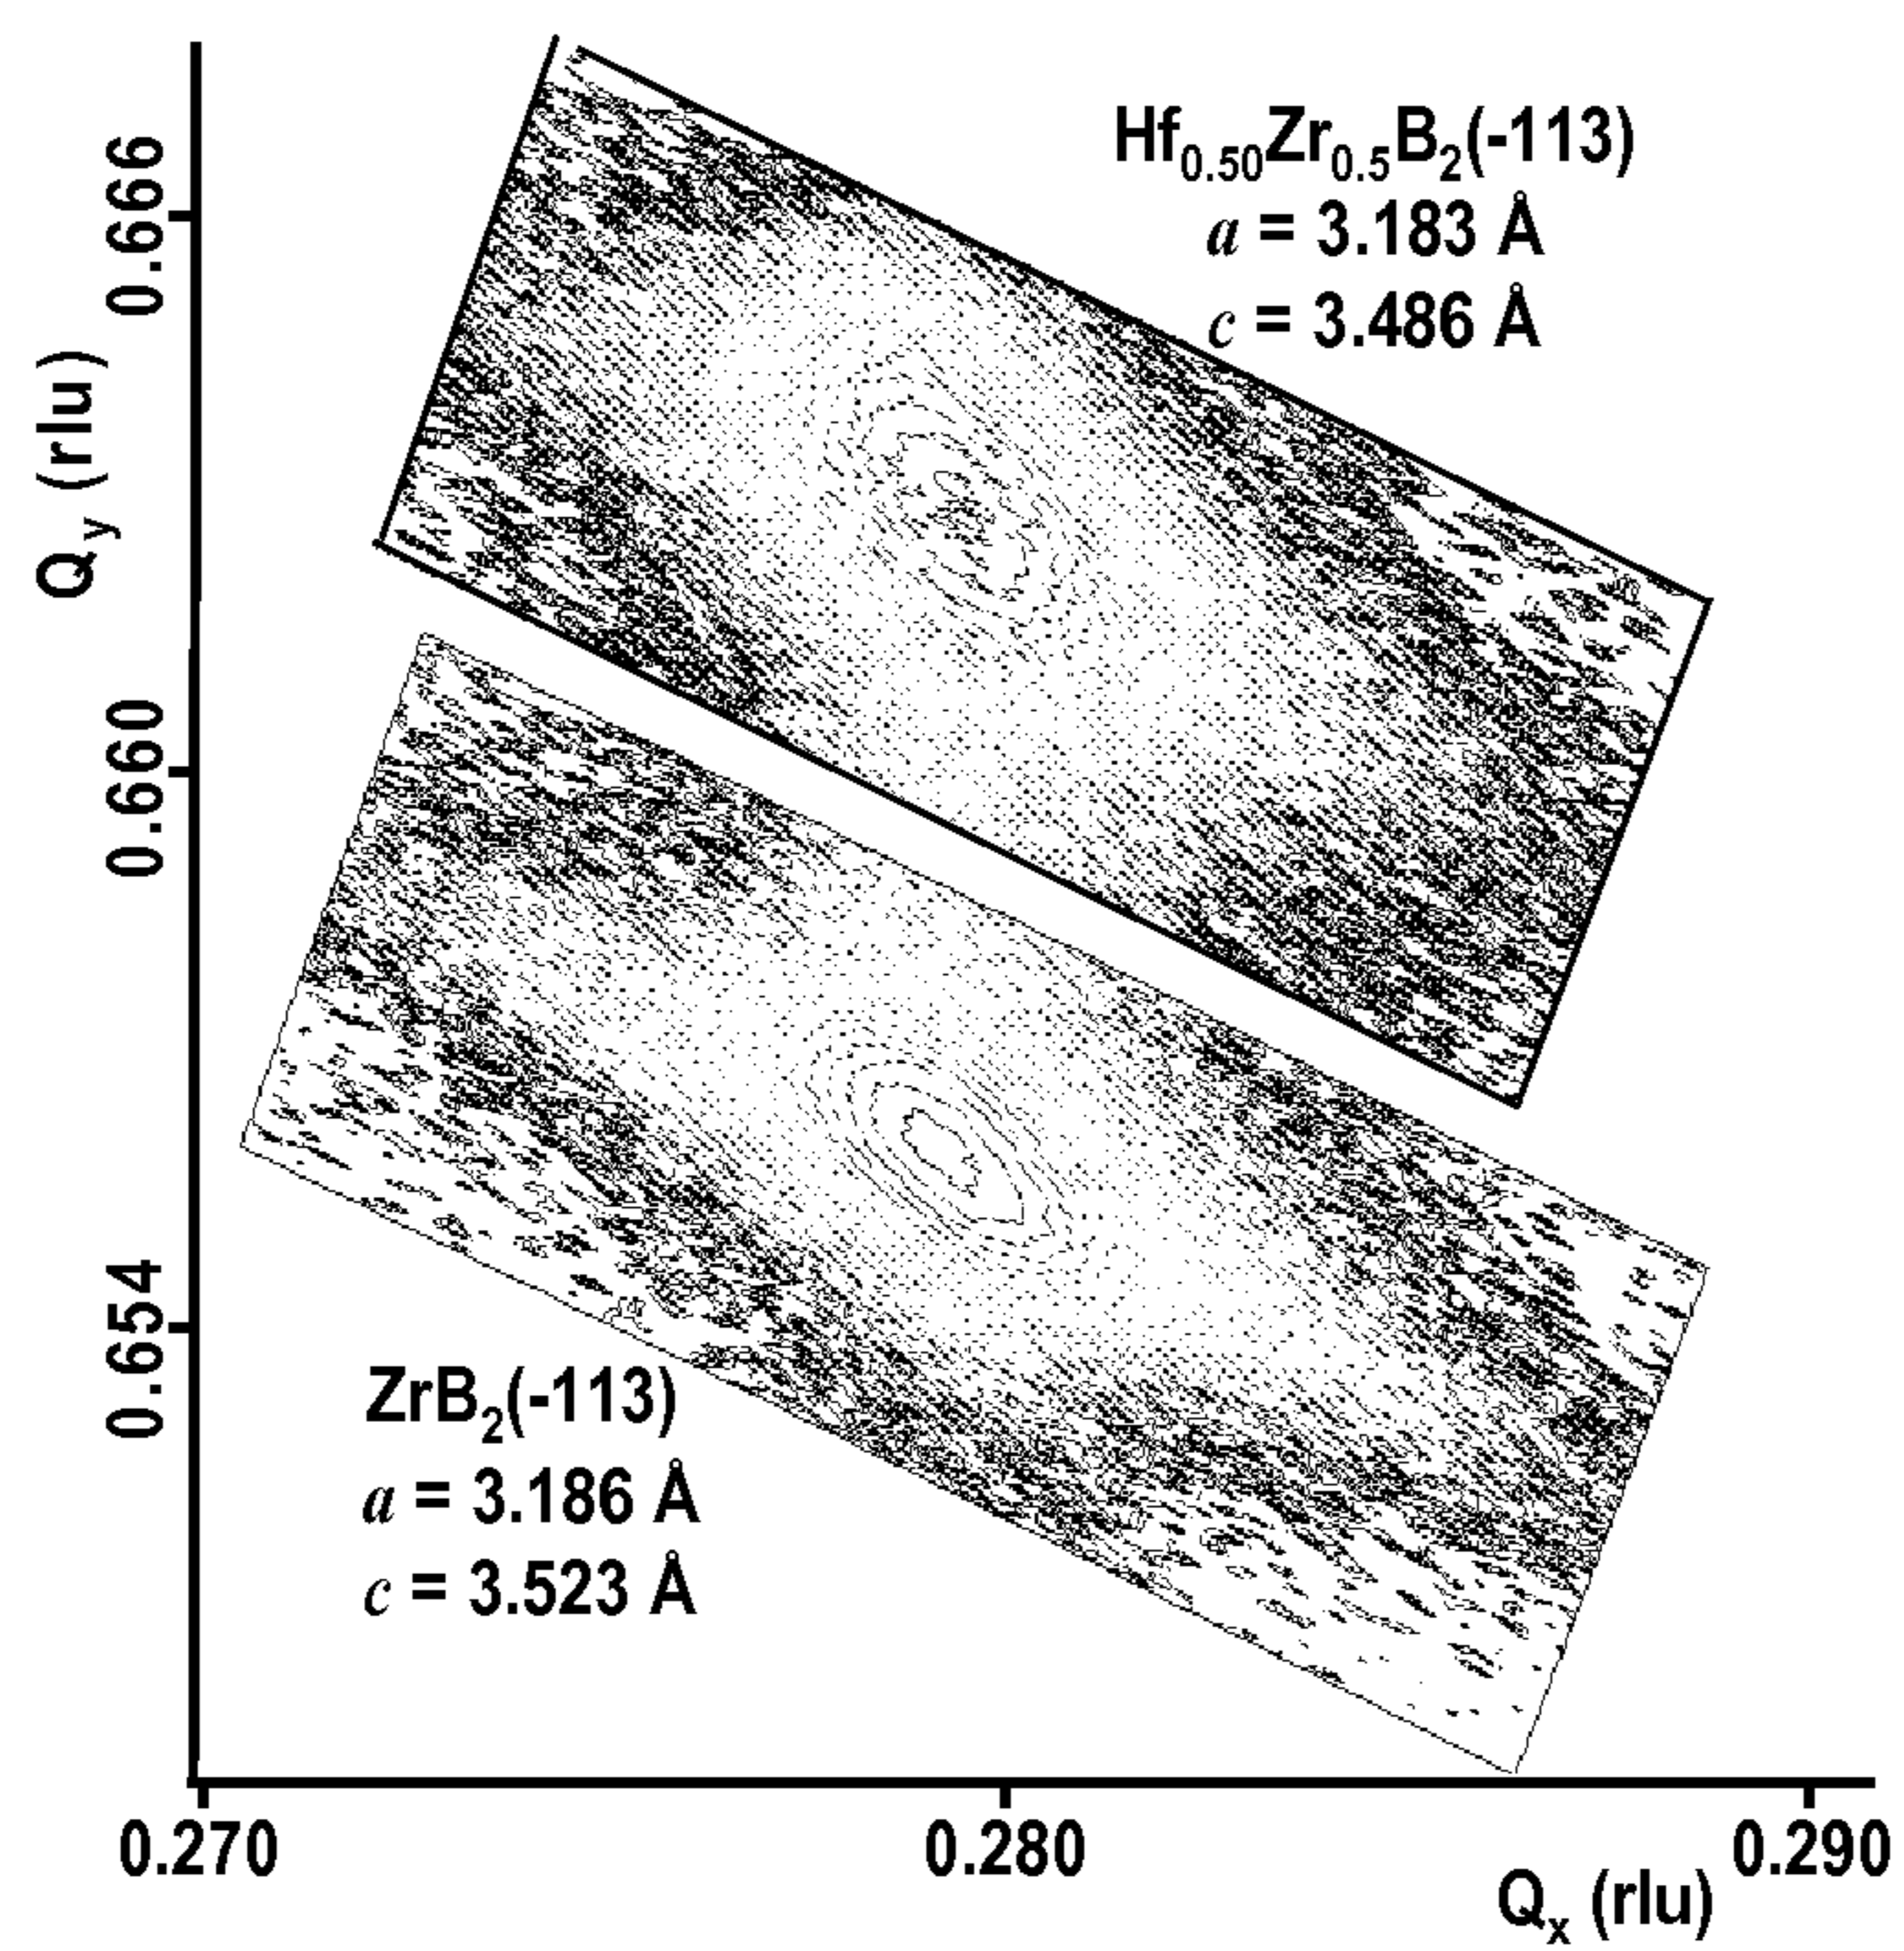 Hf0.50Zr0.5B2(-113)
a = 3.183 Å
c = 3.486 Å
Qy (rlu)
0.666
0.660
0.654
ZrB2(-113)
a = 3.186 Å
c = 3.523 Å
0.270
0.280
0.290
Qx (rlu)